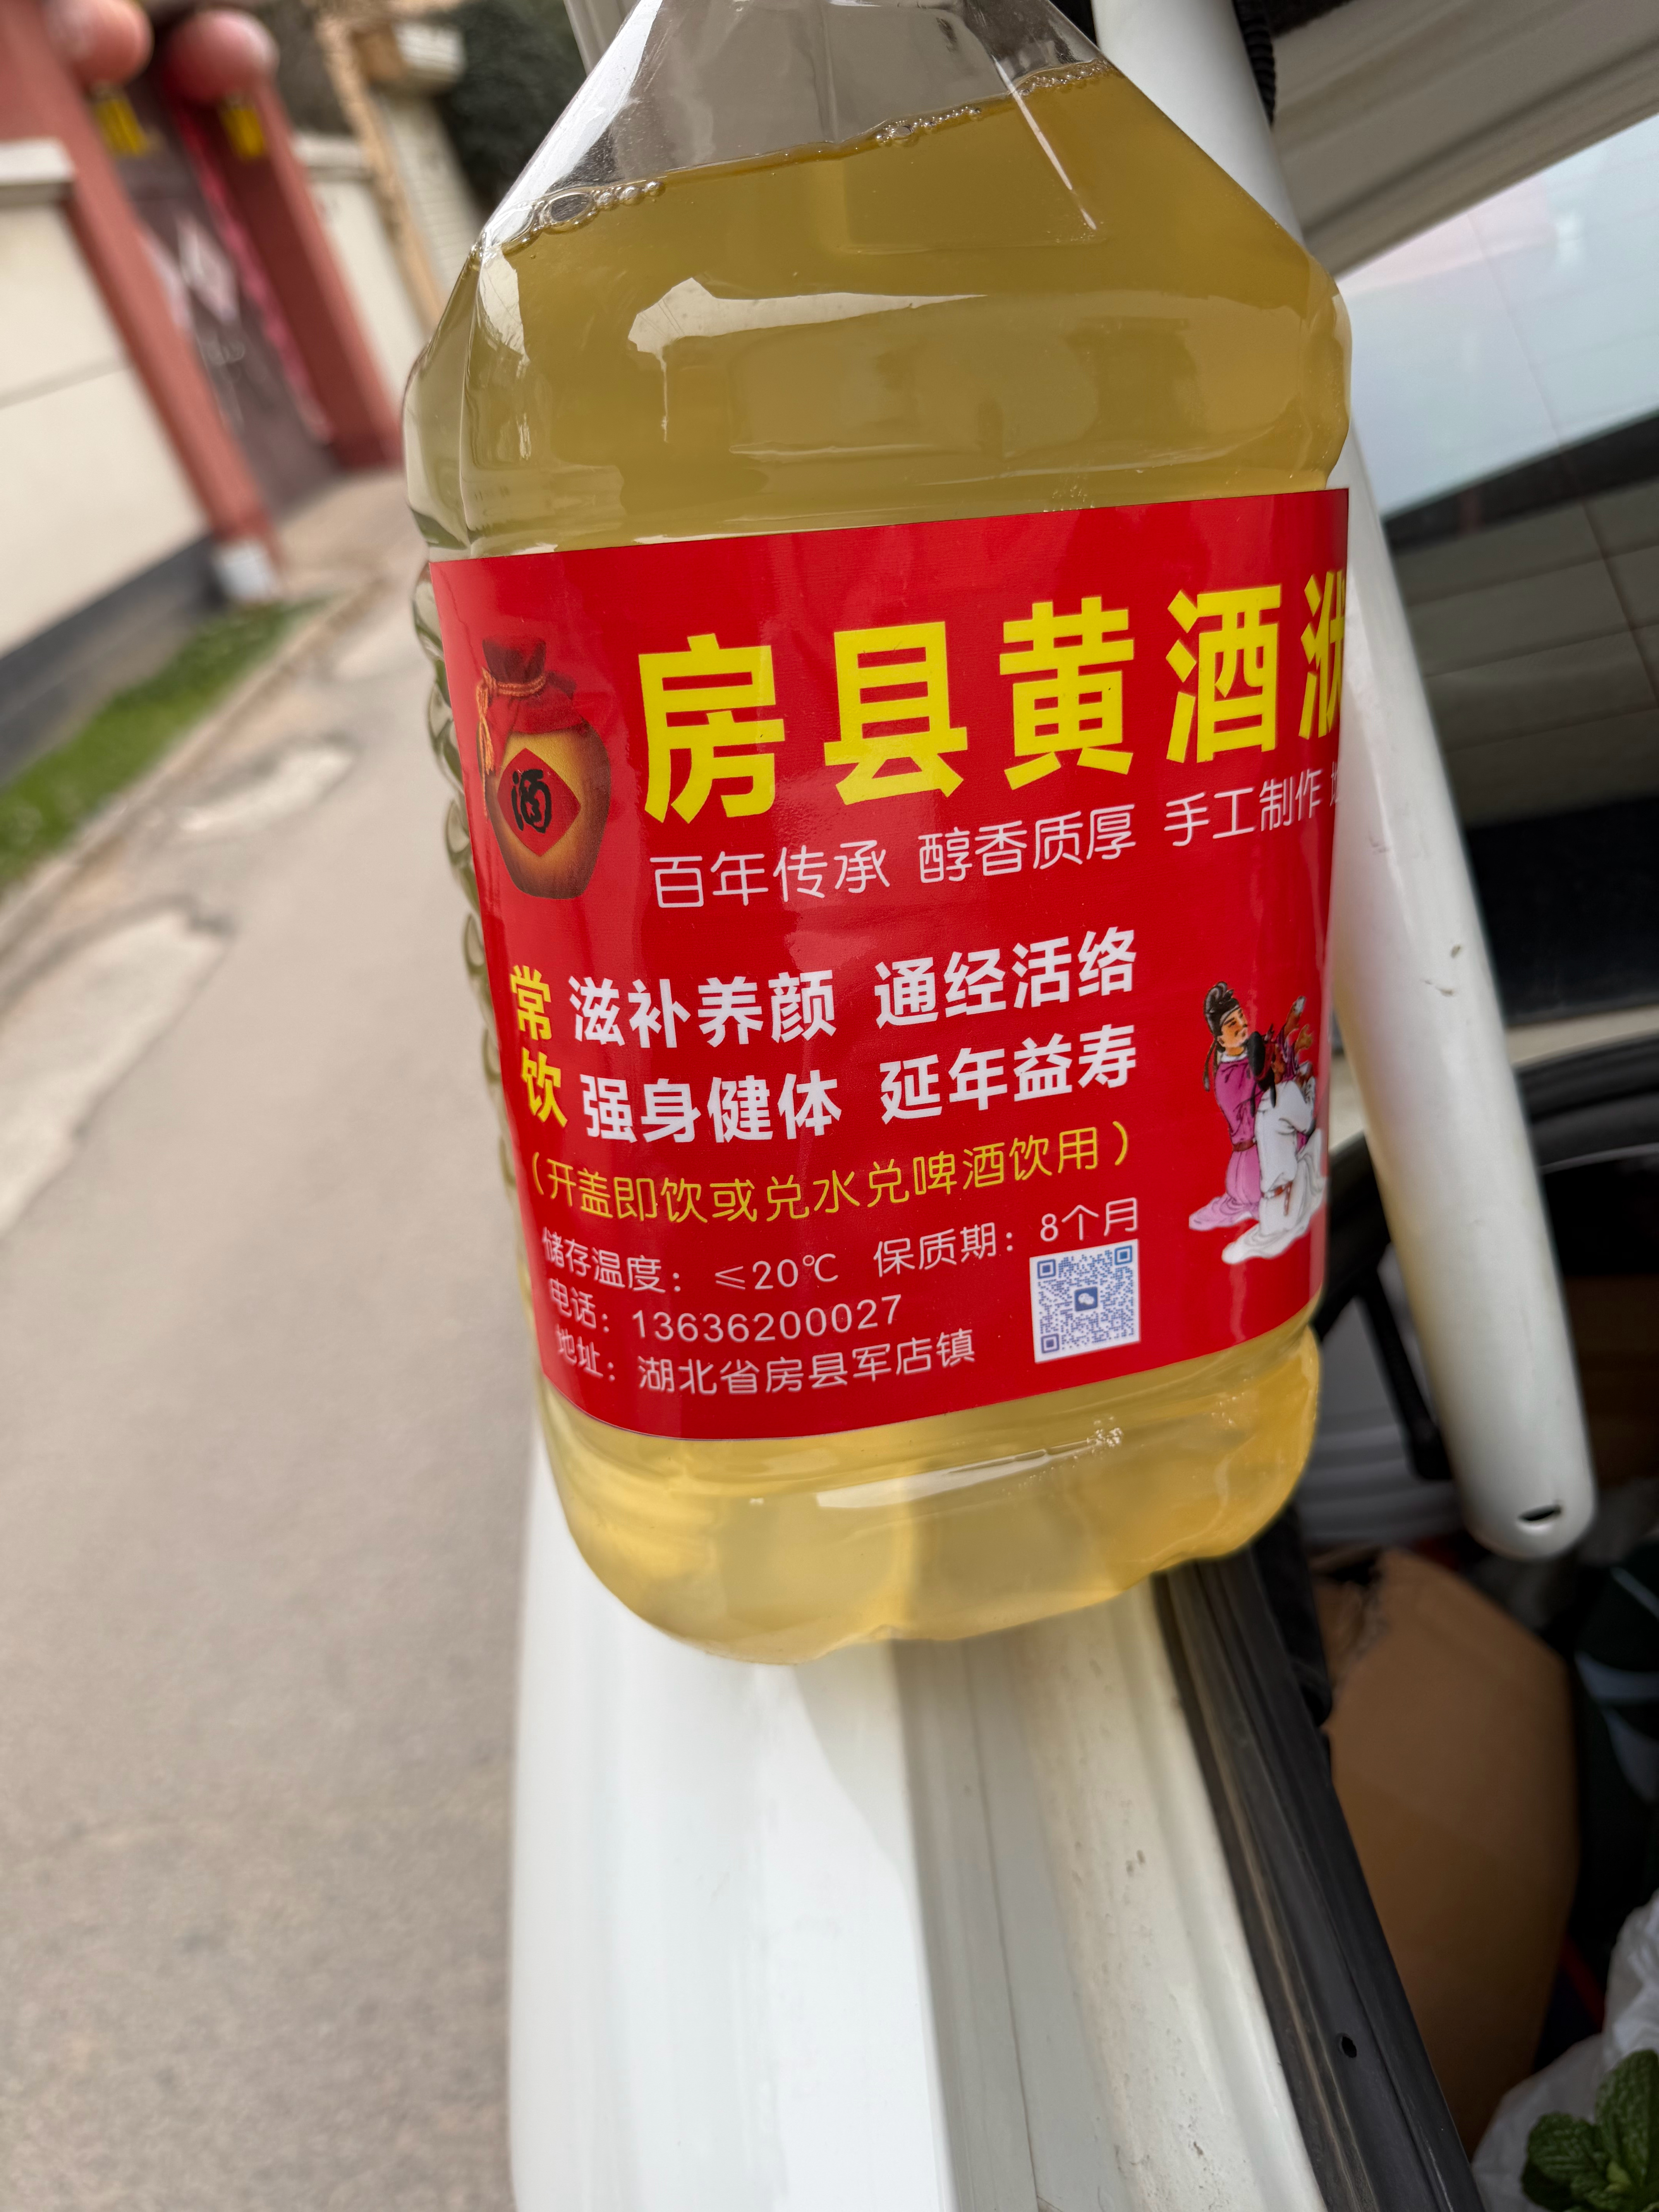 房县黄酒洑
酒
百年传承 醇香质厚 手工制作
常饮
滋补养颜 通经活络
强身健体 延年益寿
（开盖即饮或兑水兑啤酒饮用）
储存温度：≤20℃ 保质期：8个月
电话：13636200027
地址：湖北省房县军店镇